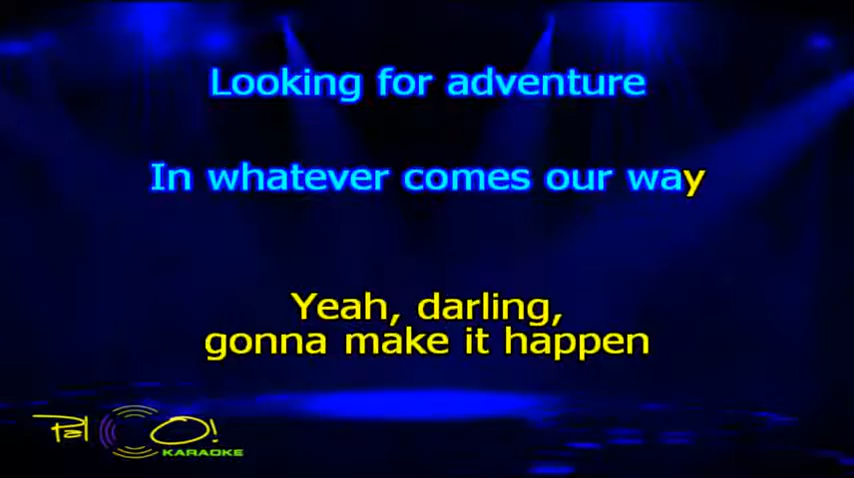 Looking for adventure
In whatever comes our way
Yeah, darling,
gonna make it happen
KARAOKE